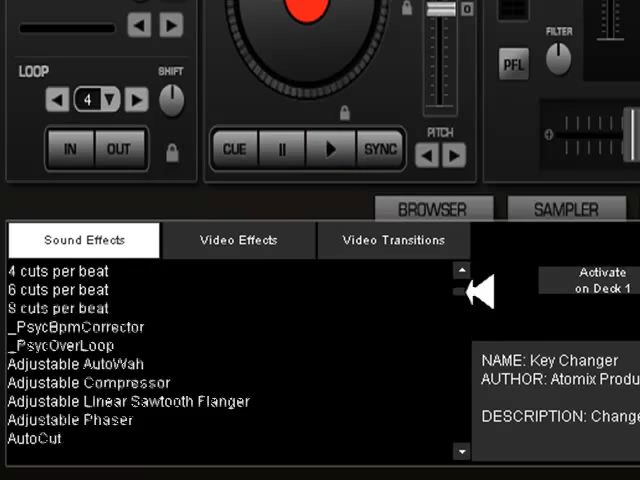 LOOP
SHIFT
4
IN
OUT
CUE
SYNC
PITCH
0
FILTER
PFL
BROWSER
SAMPLER
Sound Effects
Video Effects
Video Transitions
4 cuts per beat
6 cuts per beat
8 cuts per beat
_PsycBpmCorrector
_PsycOverLoop
Adjustable AutoWah
Adjustable Compressor
Adjustable Linear Sawtooth Flanger
Adjustable Phaser
AutoCut
Activate
on Deck 1
NAME: Key Changer
AUTHOR: Atomix Produ
DESCRIPTION: Change